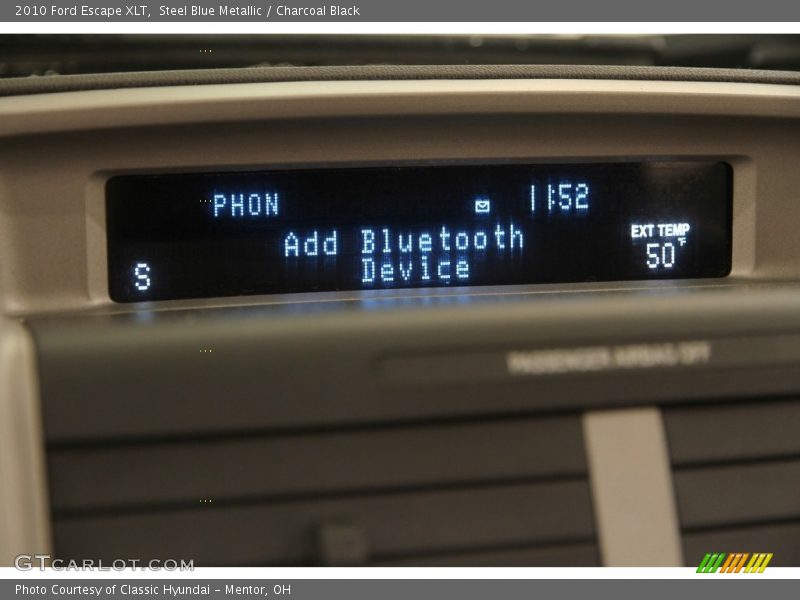 2010 Ford Escape XLT, Steel Blue Metallic / Charcoal Black
PHON 11:52
Add Bluetooth
Device
S
EXT TEMP
50°F
PASSENGER AIRBAG OFF
GTCARLOT.COM
Photo Courtesy of Classic Hyundai - Mentor, OH